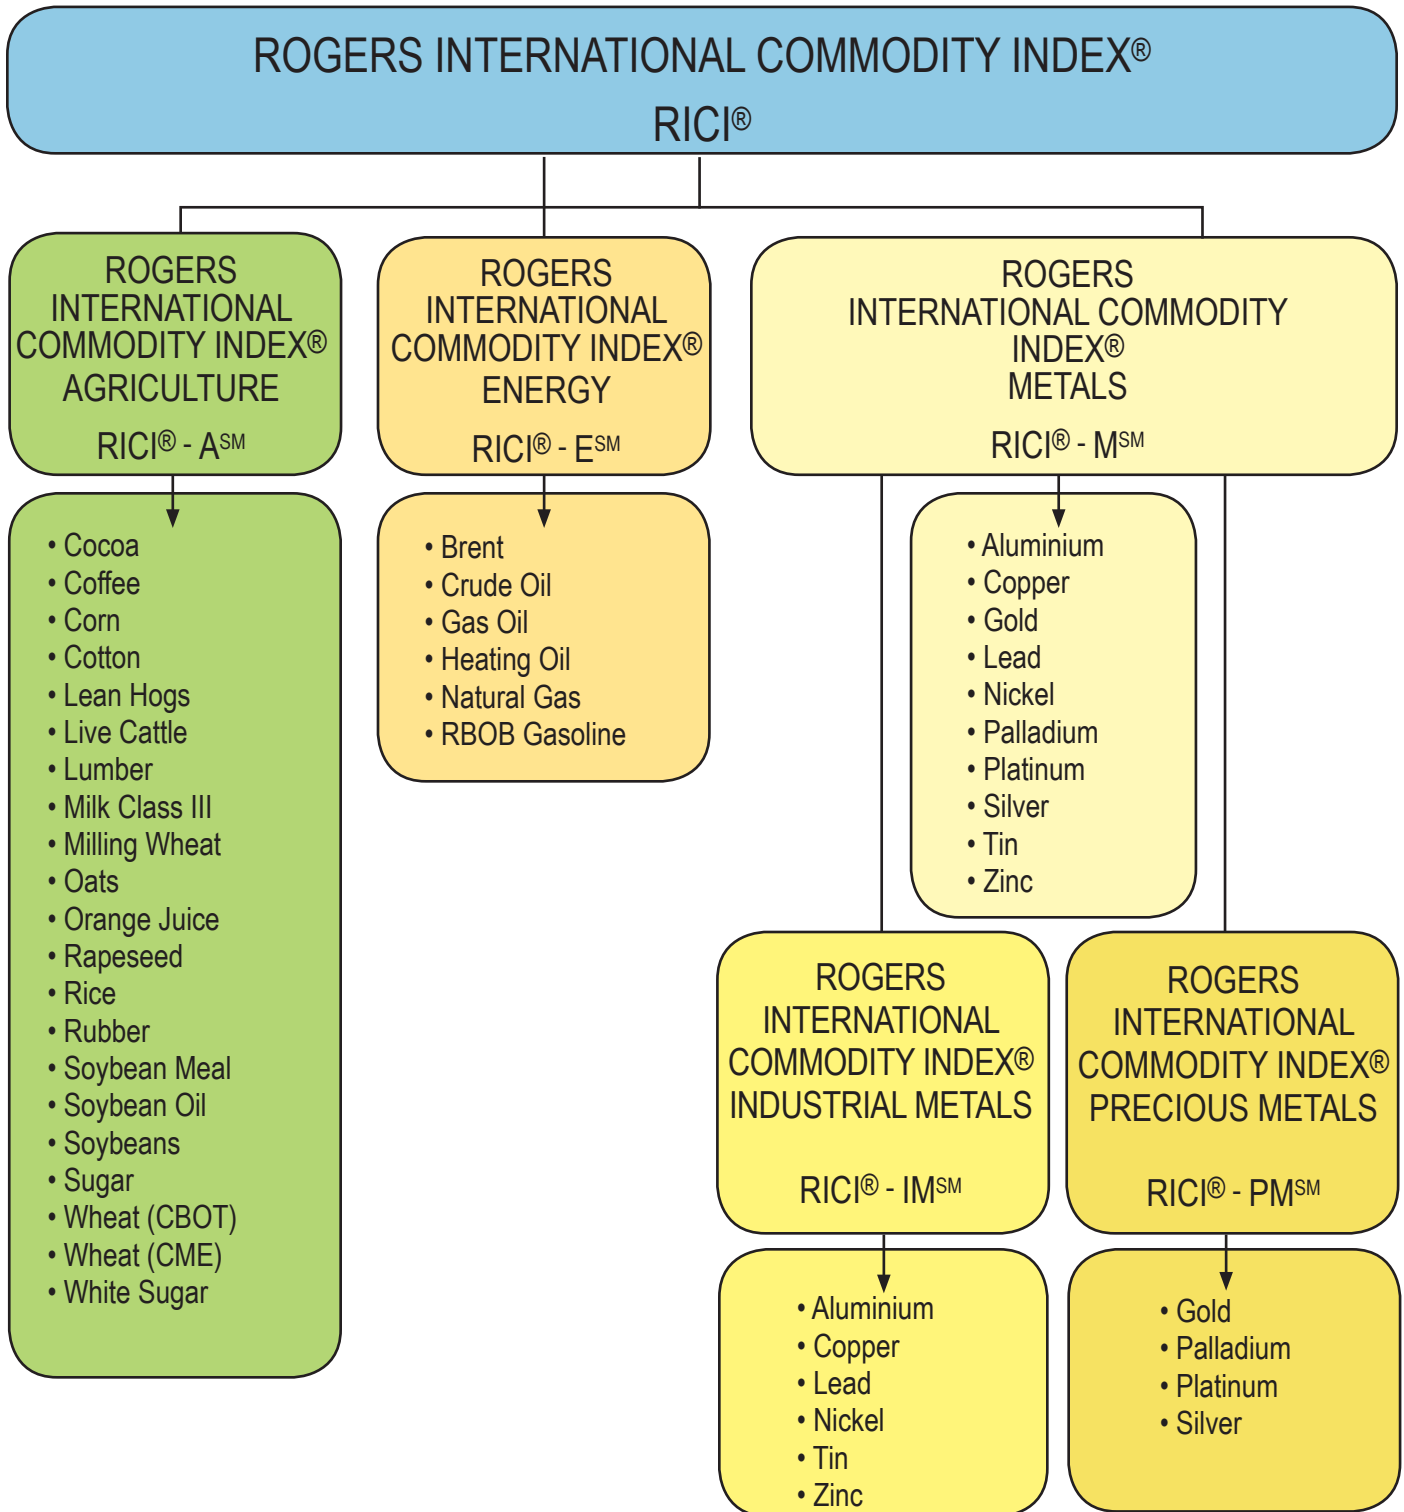 ROGERS INTERNATIONAL COMMODITY INDEX®
RICI®
ROGERS
INTERNATIONAL
COMMODITY INDEX®
AGRICULTURE
RICI® - ASM
• Cocoa
• Coffee
• Corn
• Cotton
• Lean Hogs
• Live Cattle
• Lumber
• Milk Class III
• Milling Wheat
• Oats
• Orange Juice
• Rapeseed
• Rice
• Rubber
• Soybean Meal
• Soybean Oil
• Soybeans
• Sugar
• Wheat (CBOT)
• Wheat (CME)
• White Sugar
ROGERS
INTERNATIONAL
COMMODITY INDEX®
ENERGY
RICI® - ESM
• Brent
• Crude Oil
• Gas Oil
• Heating Oil
• Natural Gas
• RBOB Gasoline
ROGERS
INTERNATIONAL COMMODITY
INDEX®
METALS
RICI® - MSM
• Aluminium
• Copper
• Gold
• Lead
• Nickel
• Palladium
• Platinum
• Silver
• Tin
• Zinc
ROGERS
INTERNATIONAL
COMMODITY INDEX®
INDUSTRIAL METALS
RICI® - IMSM
• Aluminium
• Copper
• Lead
• Nickel
• Tin
• Zinc
ROGERS
INTERNATIONAL
COMMODITY INDEX®
PRECIOUS METALS
RICI® - PMSM
• Gold
• Palladium
• Platinum
• Silver